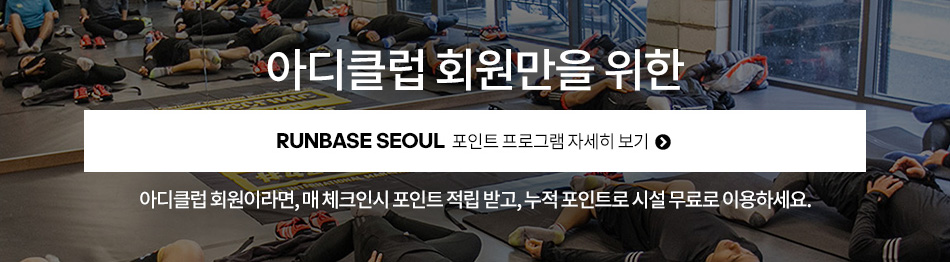 아디클럽 회원만을 위한
RUNBASE SEOUL 포인트 프로그램 자세히 보기
아디클럽 회원이라면, 매 체크인시 포인트 적립 받고, 누적 포인트로 시설 무료로 이용하세요.